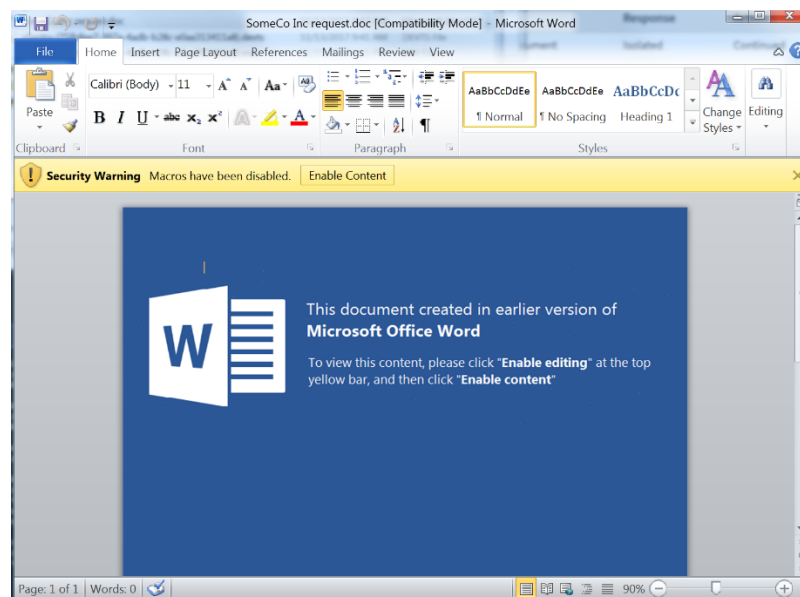 SomeCo Inc request.doc [Compatibility Mode] - Microsoft Word
File Home Insert Page Layout References Mailings Review View
Calibri (Body) 11 A A Aa
Paste
B I U abc X₂ X² A A
AaBbCcDdEe AaBbCcDdEe AaBbCcDc
¶ Normal ¶ No Spacing Heading 1
Change Styles
Editing
Clipboard Font Paragraph Styles
Security Warning Macros have been disabled. Enable Content
W
This document created in earlier version of
Microsoft Office Word
To view this content, please click "Enable editing" at the top
yellow bar, and then click "Enable content"
Page: 1 of 1 Words: 0 90%